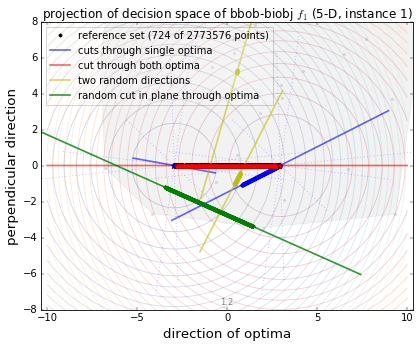 projection of decision space of bbob-biobj f₁ (5-D, instance 1)
reference set (724 of 2773576 points)
cuts through single optima
cut through both optima
two random directions
random cut in plane through optima
perpendicular direction
8
6
4
2
0
−2
−4
−6
−8
1.2
−10
−5
0
5
10
direction of optima